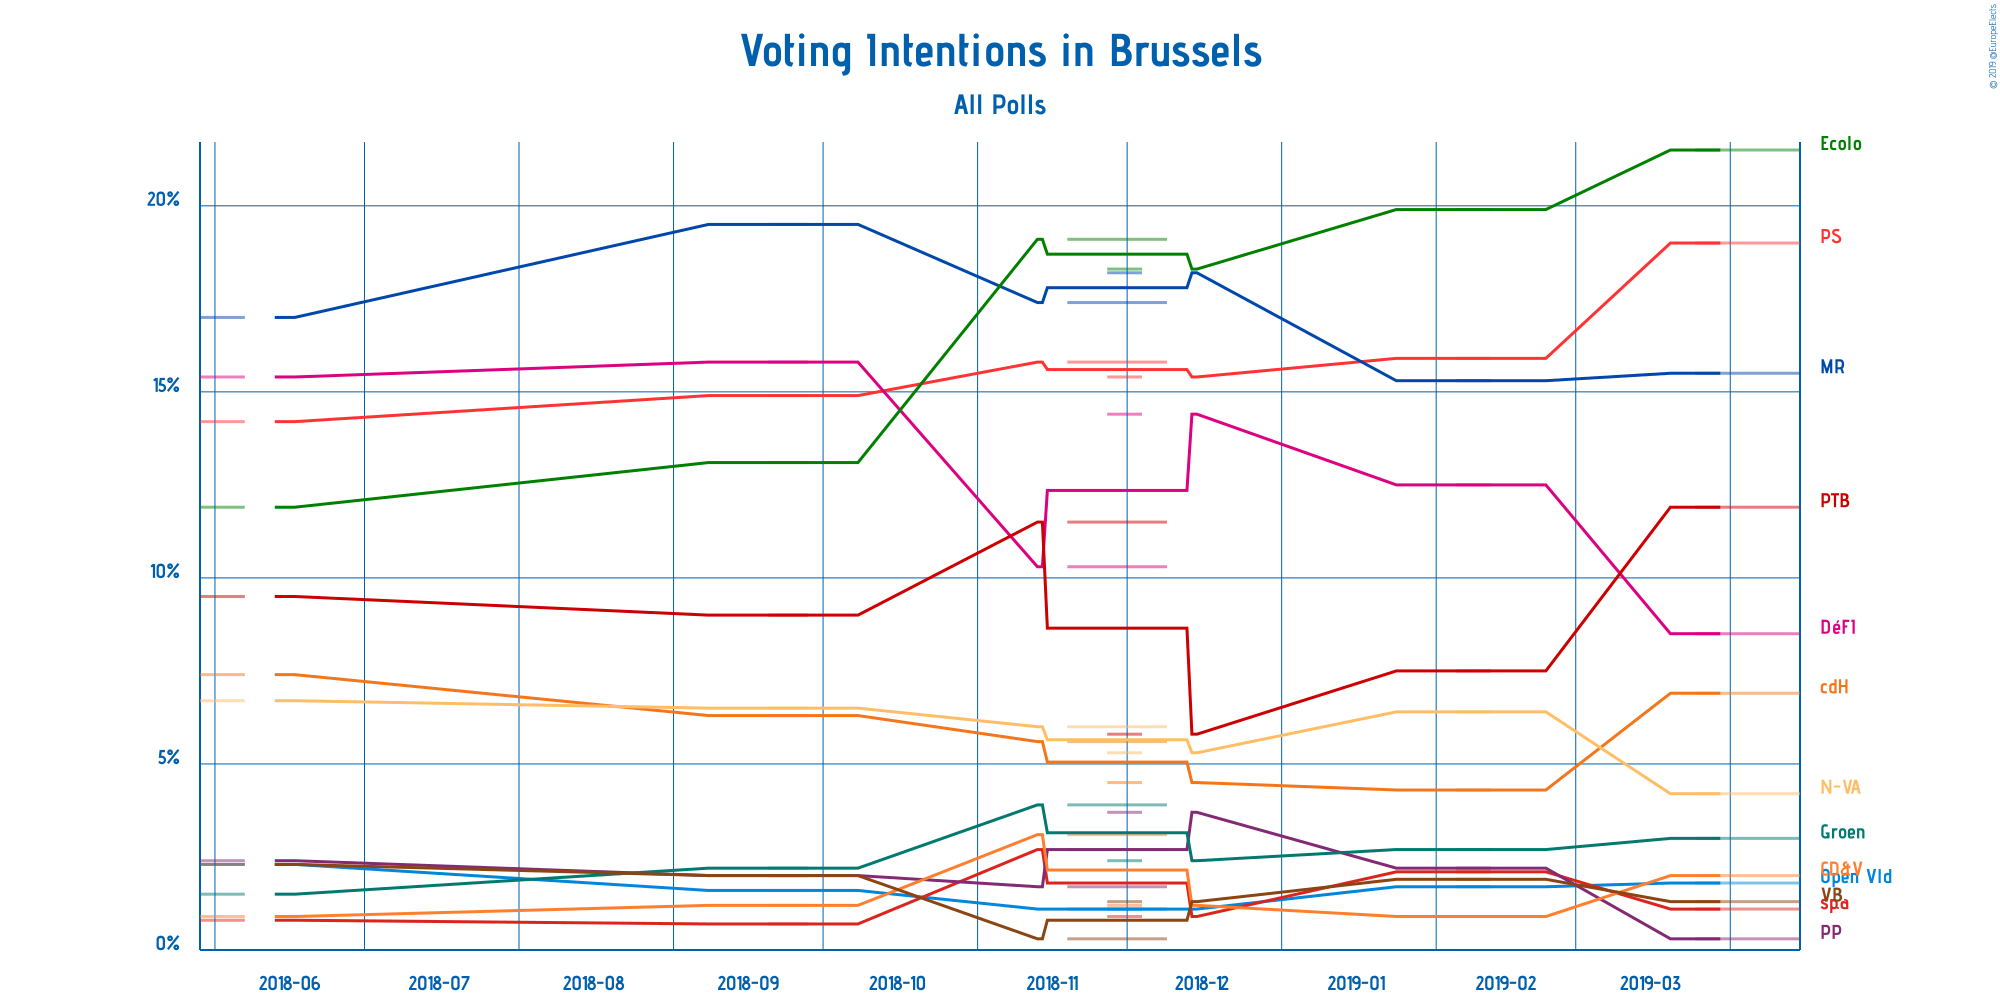 Voting Intentions in Brussels
All Polls
© 2019 @EuropeElects
20%
15%
10%
5%
0%
Ecolo
PS
MR
PTB
DéFI
cdH
N-VA
Groen
CD&V
Open Vld
VB
spa
PP
2018-06 2018-07 2018-08 2018-09 2018-10 2018-11 2018-12 2019-01 2019-02 2019-03